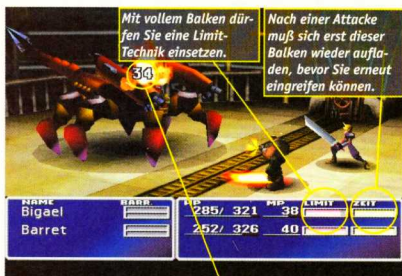 Mit vollem Balken dür-
fen Sie eine Limit-
Technik einsetzen.
Nach einer Attacke
muß sich erst dieser
Balken wieder aufla-
den, bevor Sie erneut
eingreifen können.
34
NAME BARR HP MP LIMIT ZEIT
Bigael 285/ 321 38
Barret 252/ 326 40